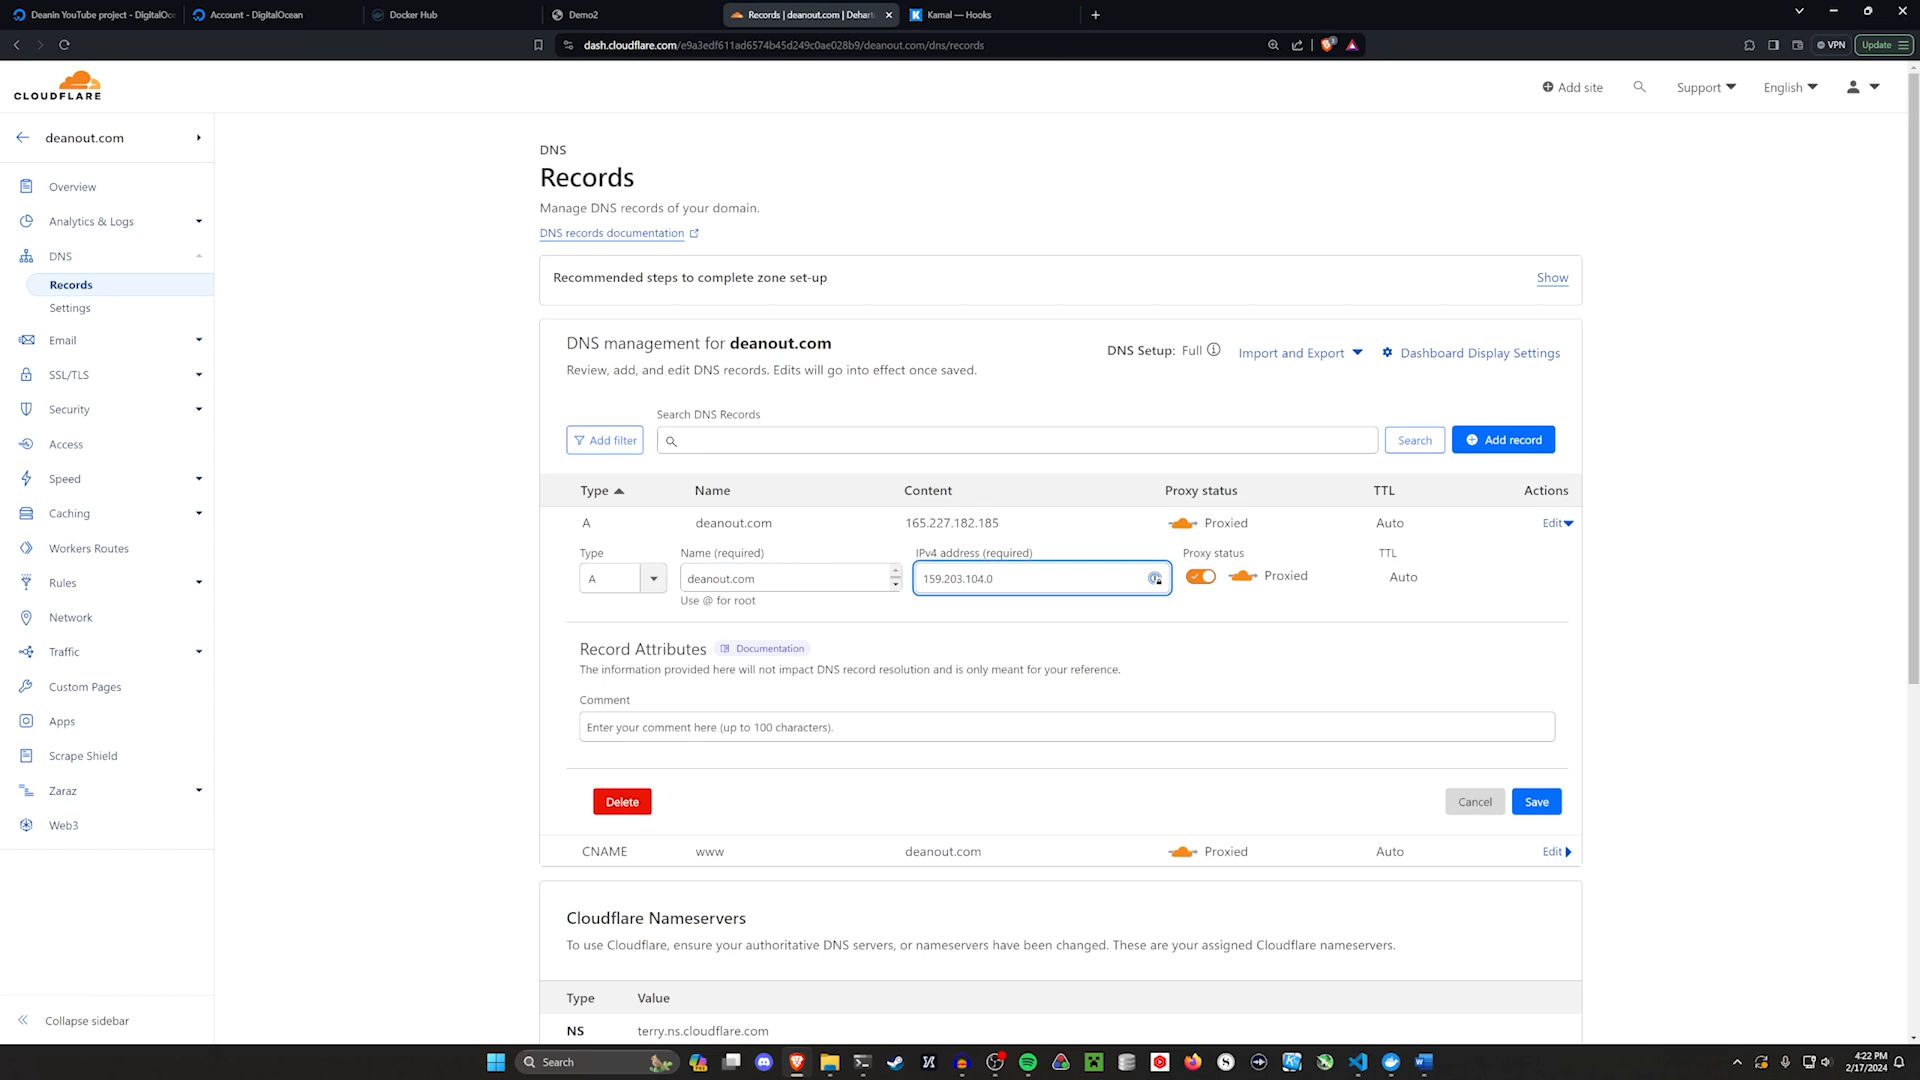 Deanin YouTube project - DigitalOc
Account - DigitalOcean
Docker Hub
Demo2
Records | deanout.com | Deharb
Kamal — Hooks
dash.cloudflare.com/e9a3edf611ad6574b45d249c0ae028b9/deanout.com/dns/records
VPN
Update
CLOUDFLARE
Add site
Support
English
deanout.com
Overview
Analytics & Logs
DNS
Records
Settings
Email
SSL/TLS
Security
Access
Speed
Caching
Workers Routes
Rules
Network
Traffic
Custom Pages
Apps
Scrape Shield
Zaraz
Web3
Collapse sidebar
DNS
Records
Manage DNS records of your domain.
DNS records documentation
Recommended steps to complete zone set-up
Show
DNS management for deanout.com
DNS Setup: Full
Import and Export
Dashboard Display Settings
Review, add, and edit DNS records. Edits will go into effect once saved.
Search DNS Records
Add filter
Search
Add record
Type Name Content Proxy status TTL Actions
A deanout.com 165.227.182.185 Proxied Auto Edit
Type Name (required) IPv4 address (required) Proxy status TTL
A deanout.com 159.203.104.0 Proxied Auto
Use @ for root
Record Attributes Documentation
The information provided here will not impact DNS record resolution and is only meant for your reference.
Comment
Enter your comment here (up to 100 characters).
Delete
Cancel
Save
CNAME www deanout.com Proxied Auto Edit
Cloudflare Nameservers
To use Cloudflare, ensure your authoritative DNS servers, or nameservers have been changed. These are your assigned Cloudflare nameservers.
Type Value
NS terry.ns.cloudflare.com
Search
4:22 PM
2/17/2024